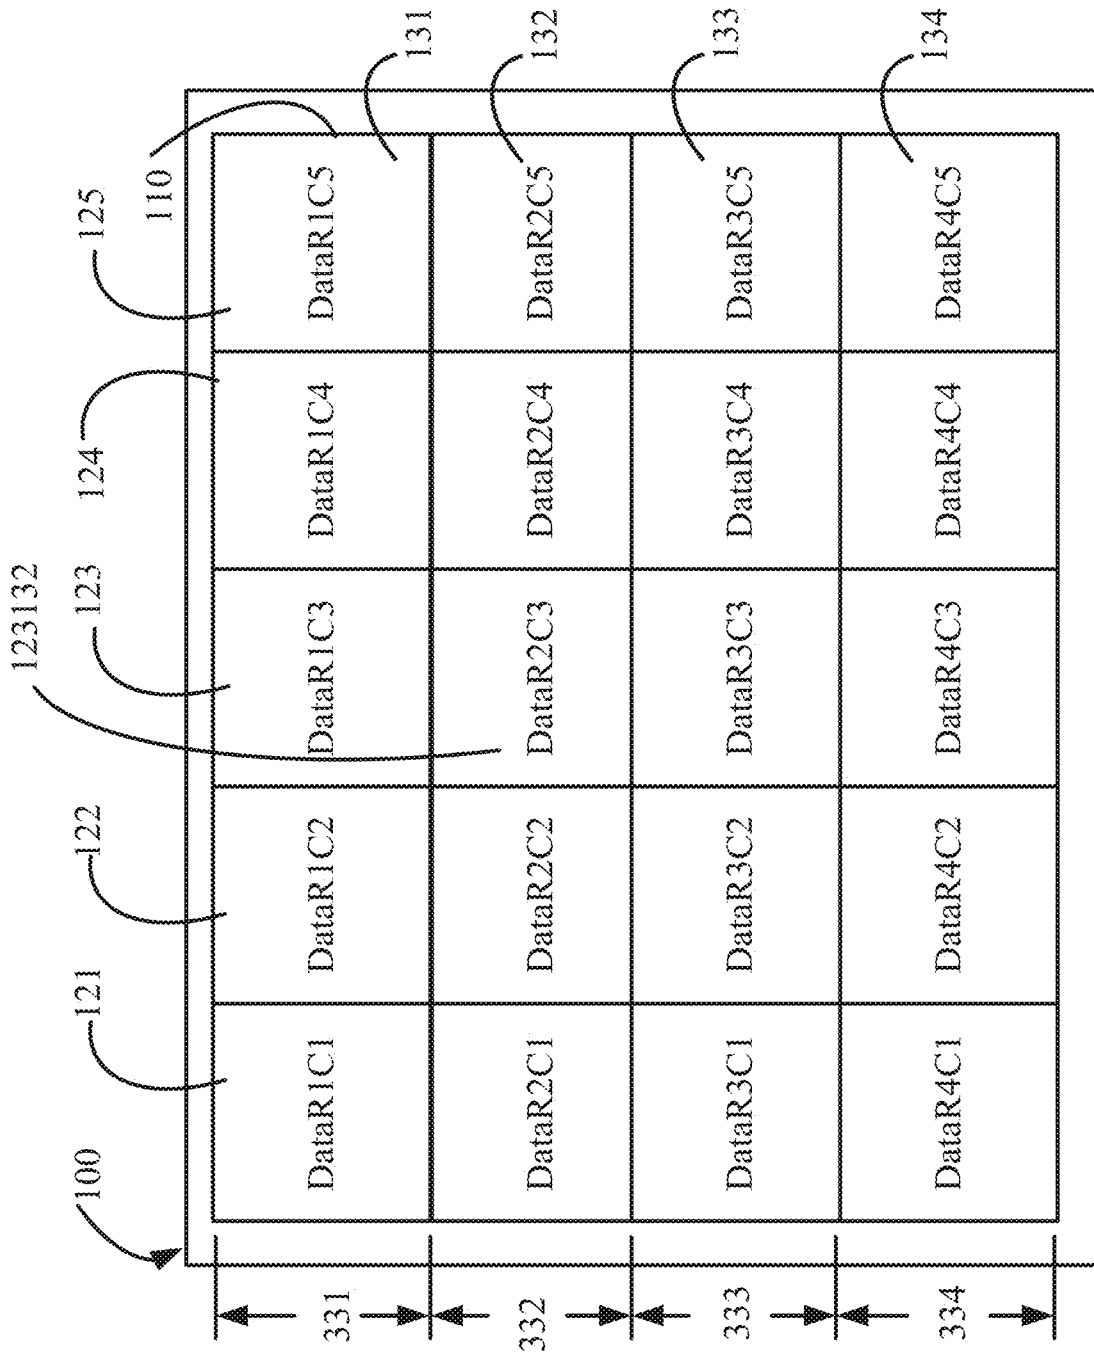 123132
100
121
122
123
124
125
110
331
DataR1C1
DataR1C2
DataR1C3
DataR1C4
DataR1C5
131
332
DataR2C1
DataR2C2
DataR2C3
DataR2C4
DataR2C5
132
333
DataR3C1
DataR3C2
DataR3C3
DataR3C4
DataR3C5
133
334
DataR4C1
DataR4C2
DataR4C3
DataR4C4
DataR4C5
134